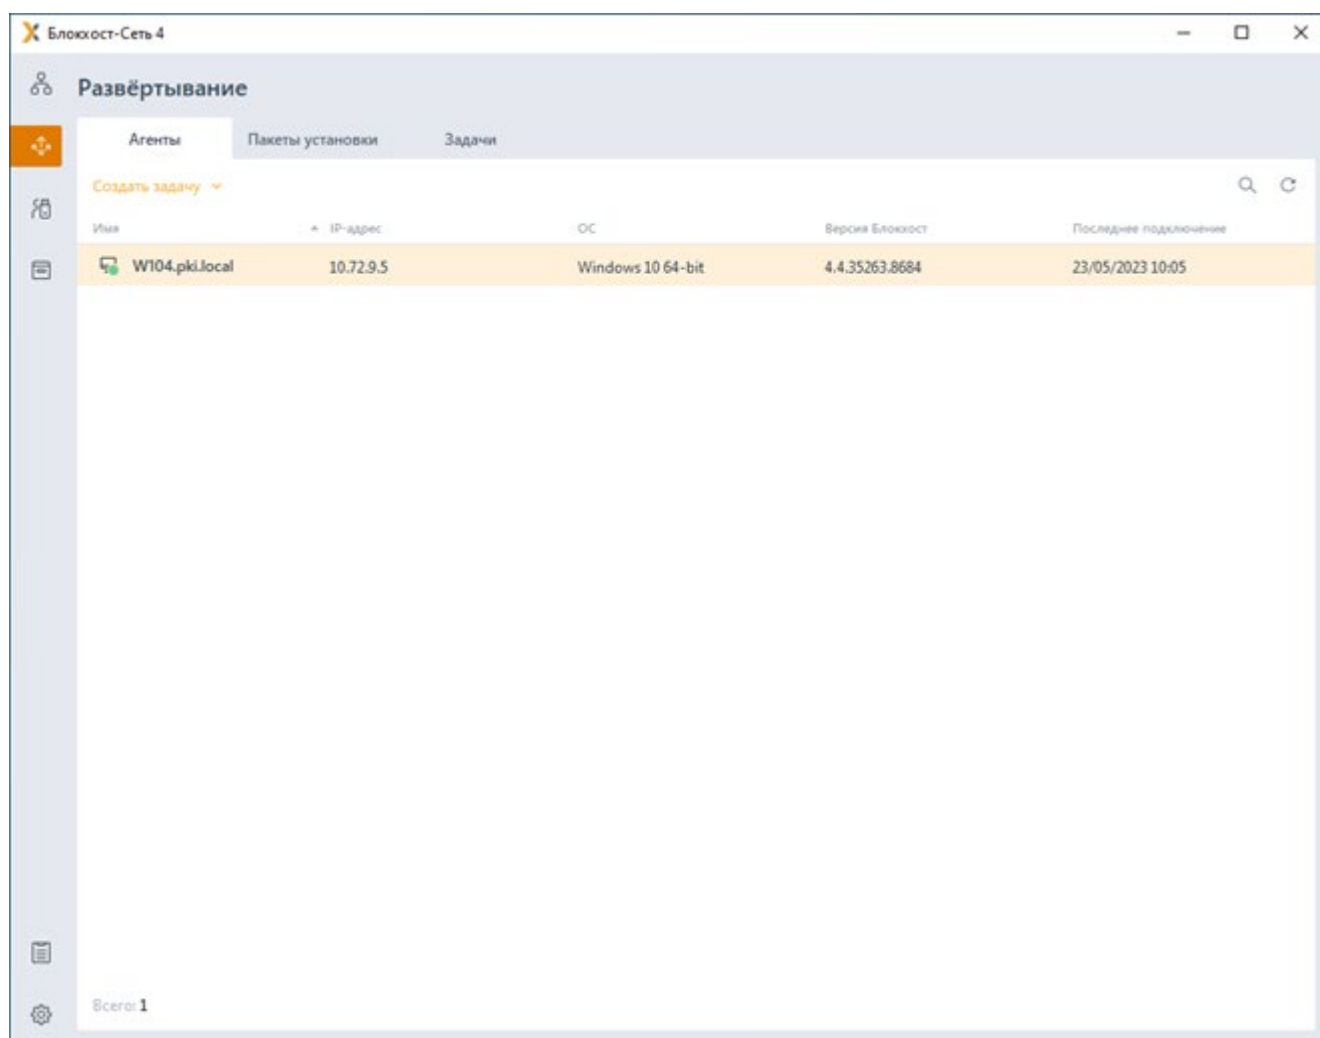 Блокхост-Сеть 4
Развёртывание
Агенты Пакеты установки Задачи
Создать задачу
Имя IP-адрес ОС Версия Блокхост Последнее подключение
W104.pki.local 10.72.9.5 Windows 10 64-bit 4.4.35263.8684 23/05/2023 10:05
Всего: 1